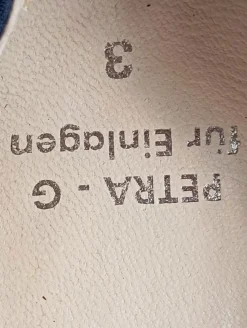 PETRA - G
für Einlagen
3